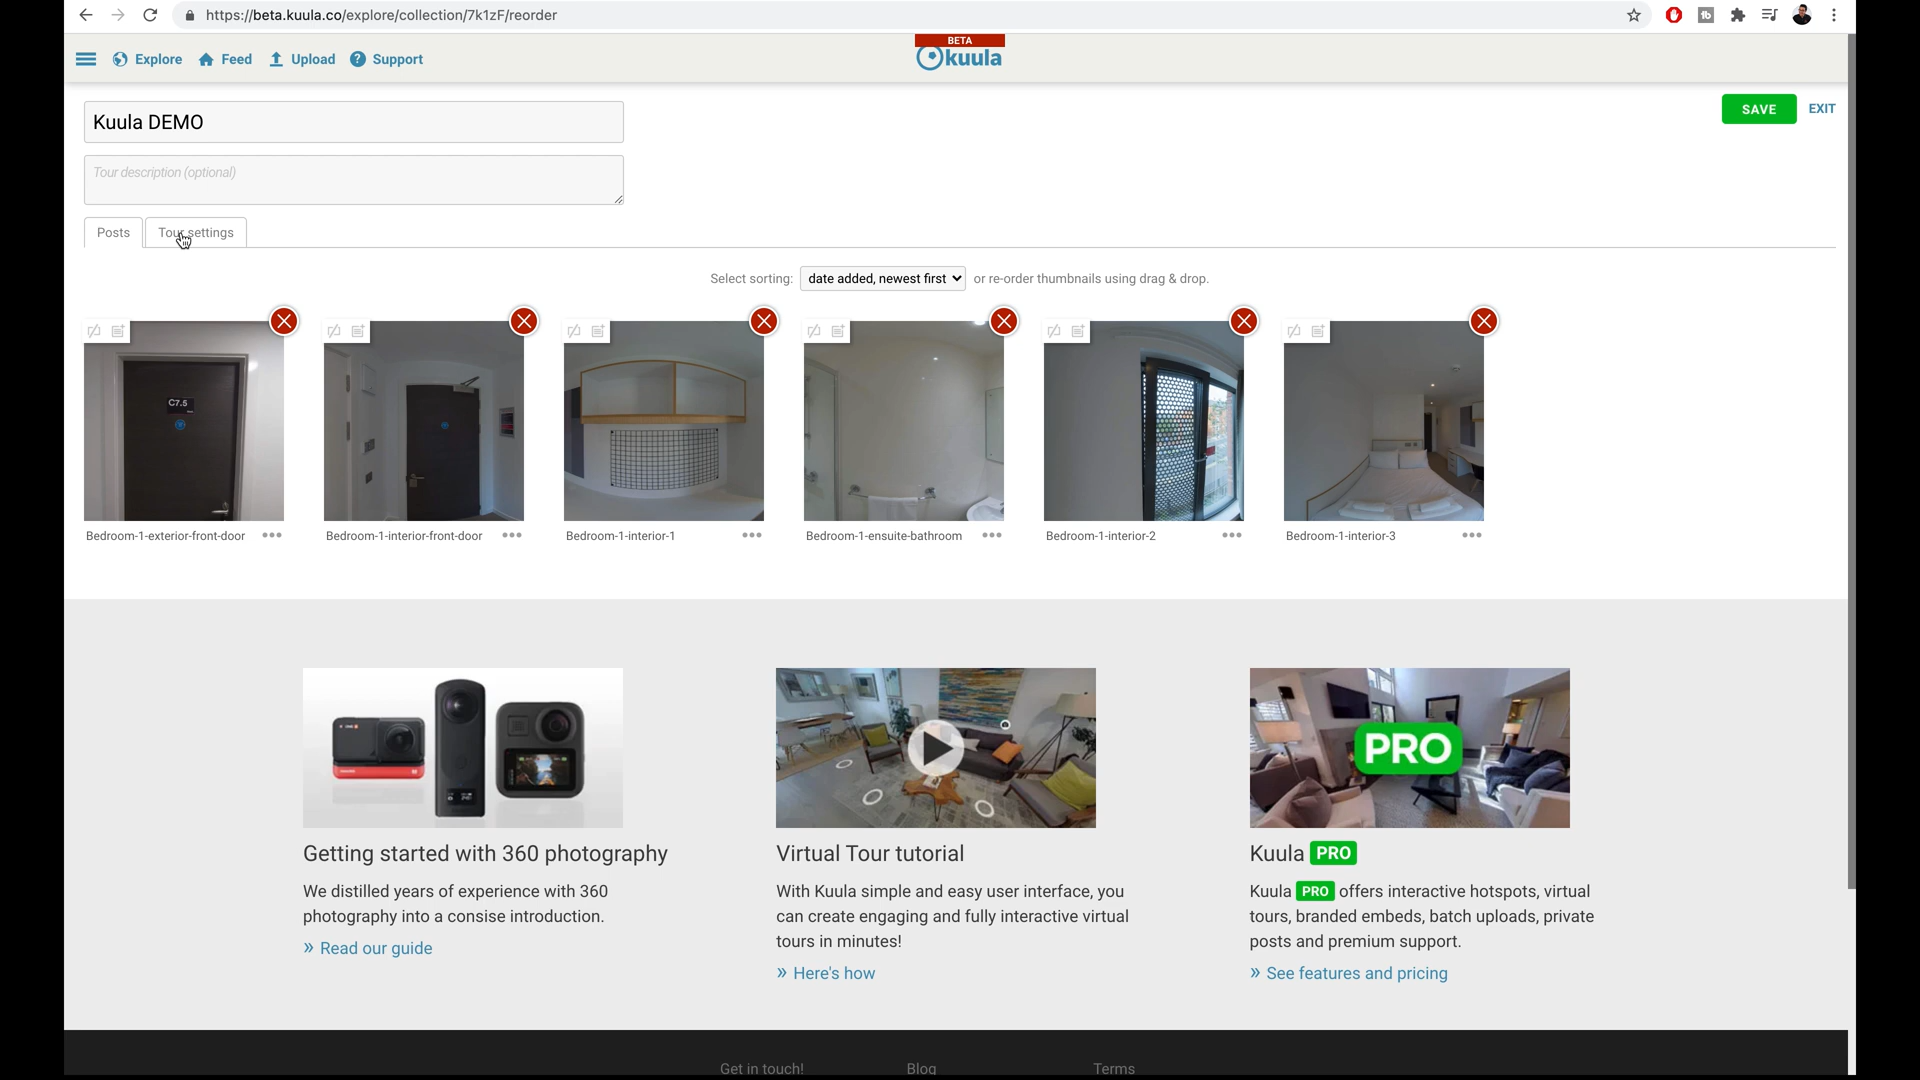 https://beta.kuula.co/explore/collection/7k1zF/reorder
Explore Feed Upload Support
BETA
kuula
Kuula DEMO
SAVE EXIT
Tour description (optional)
Posts Tour settings
Select sorting: date added, newest first or re-order thumbnails using drag & drop.
C7.5
Bedroom-1-exterior-front-door
Bedroom-1-interior-front-door
Bedroom-1-interior-1
Bedroom-1-ensuite-bathroom
Bedroom-1-interior-2
Bedroom-1-interior-3
PRO
Getting started with 360 photography
We distilled years of experience with 360
photography into a consise introduction.
» Read our guide
Virtual Tour tutorial
With Kuula simple and easy user interface, you
can create engaging and fully interactive virtual
tours in minutes!
» Here's how
Kuula PRO
Kuula PRO offers interactive hotspots, virtual
tours, branded embeds, batch uploads, private
posts and premium support.
» See features and pricing
Get in touch! Blog Terms